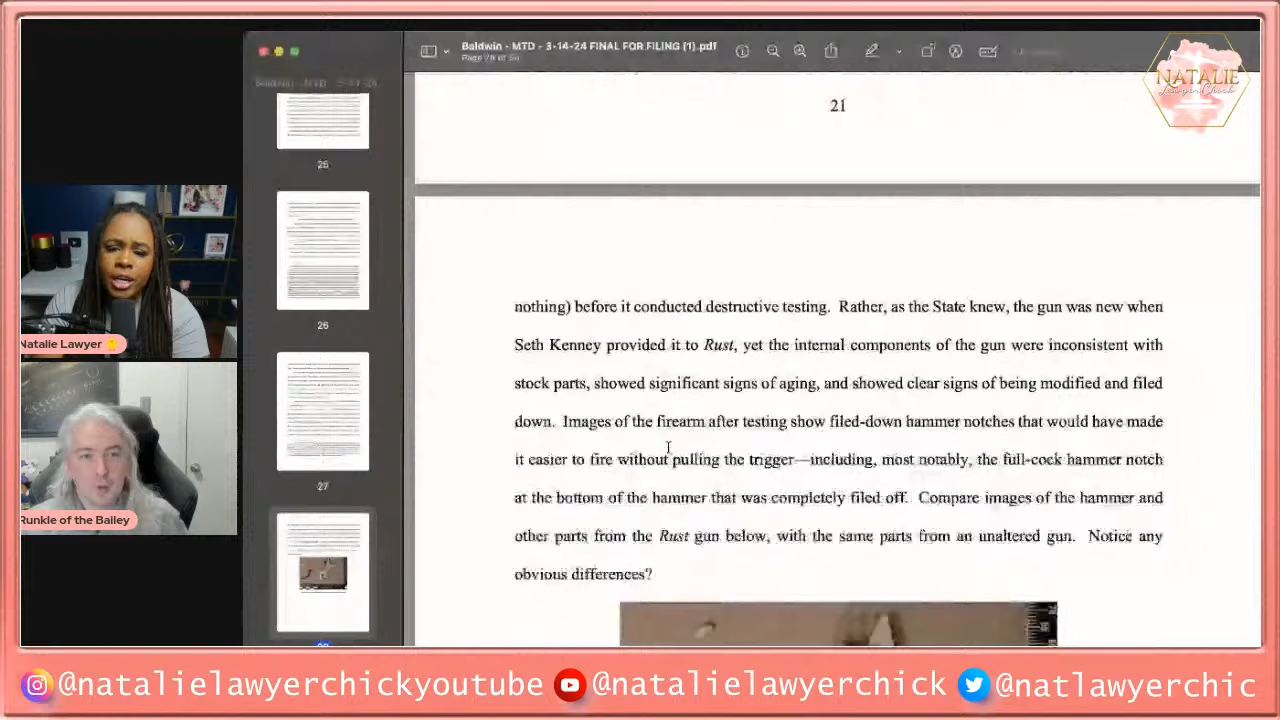 Baldwin - MTD - 3-14-24 FINAL FOR FILING (1).pdf
NATALIE
LawyerChick
21
25
26
27
nothing) before it conducted destructive testing. Rather, as the State knew, the gun was new when
Seth Kenney provided it to Rust, yet the internal components of the gun were inconsistent with
stock parts, showed significant signs of aging, and showed clear signs of being modified and filed
down. Images of the firearm after testing show filed-down hammer notches that would have made
it easier to fire without pulling the trigger—including, most notably, the full-cock hammer notch
at the bottom of the hammer that was completely filed off. Compare images of the hammer and
other parts from the Rust gun below, with the same parts from an unaltered gun. Notice any
obvious differences?
Natalie Lawyer
Runkle of the Bailey
@natalielawyerchickyoutube @natalielawyerchick @natlawyerchic